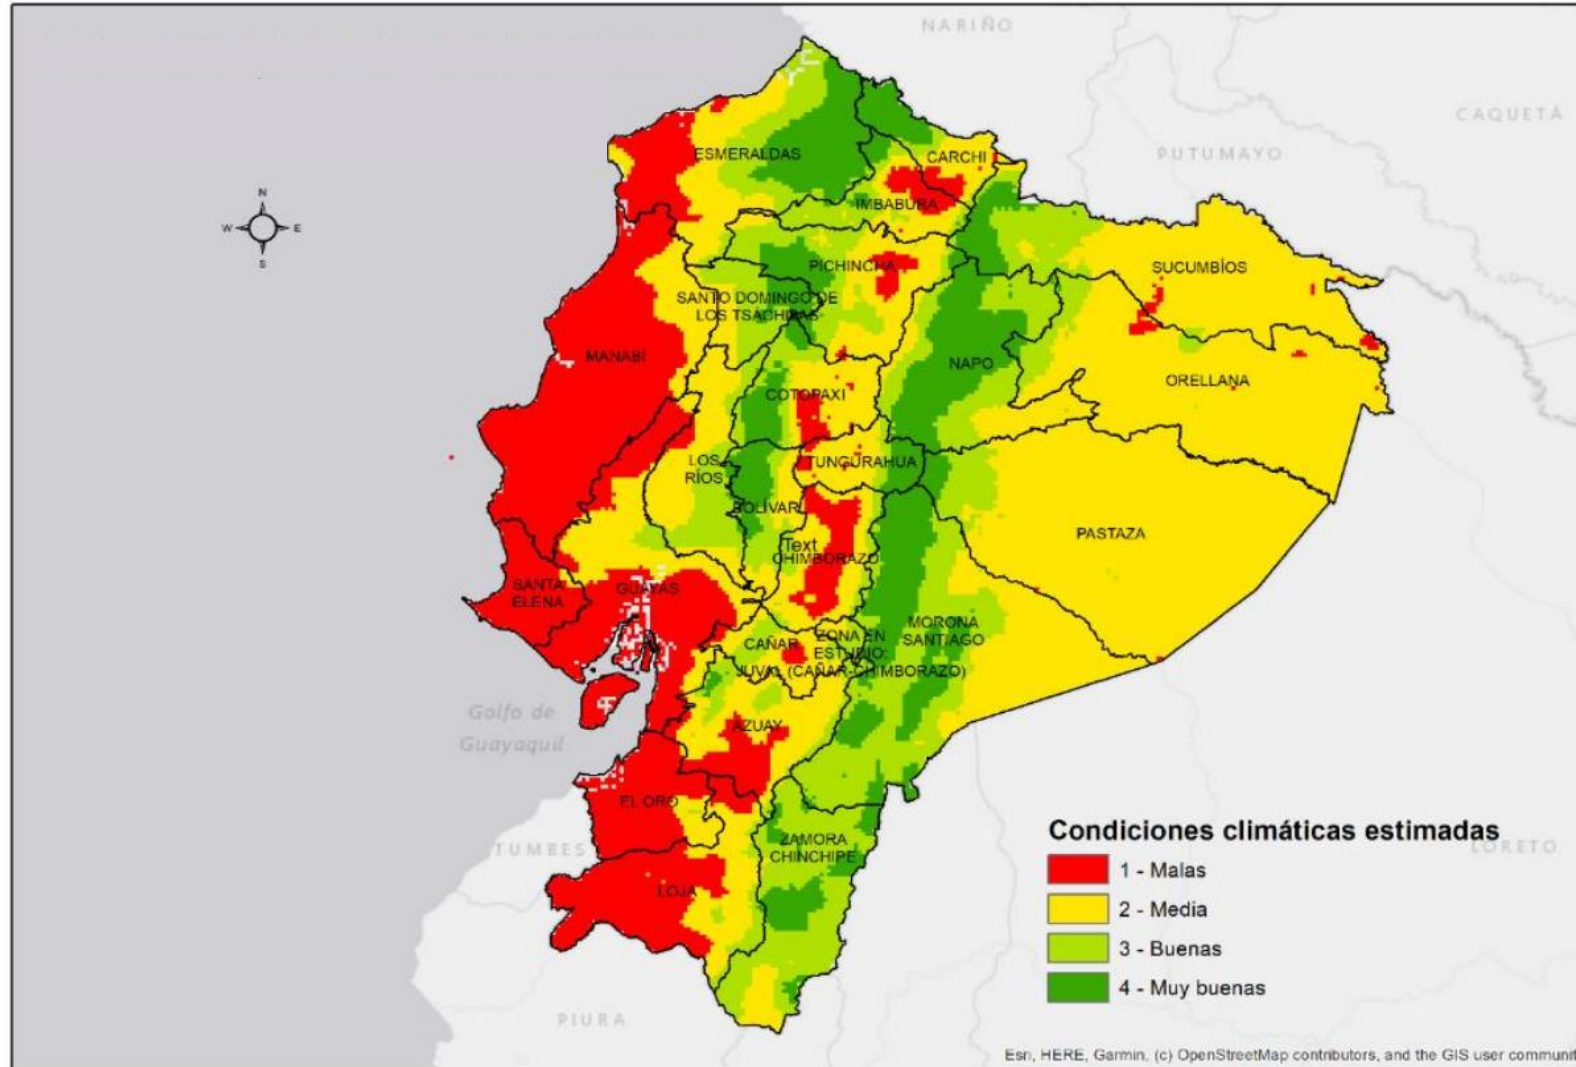 NARIÑO
CAQUETÁ
PUTUMAYO
ESMERALDAS
CARCHI
IMBABURA
N
W E
S
PICHINCHA
SUCUMBÍOS
SANTO DOMINGO DE
LOS TSÁCHILAS
MANABÍ
NAPO
ORELLANA
COTOPAXI
LOS
RÍOS
TUNGURAHUA
BOLÍVAR
PASTAZA
Text
CHIMBORAZO
SANTA
ELENA
GUAYAS
MORONA
SANTIAGO
CAÑAR
ZONA EN
ESTUDIO:
JUVAL (CAÑAR-CHIMBORAZO)
Golfo de
Guayaquil
AZUAY
EL ORO
TUMBES
ZAMORA
CHINCHIPE
LOJA
PIURA
LORETO
Condiciones climáticas estimadas
1 - Malas
2 - Media
3 - Buenas
4 - Muy buenas
Esri, HERE, Garmin, (c) OpenStreetMap contributors, and the GIS user communit